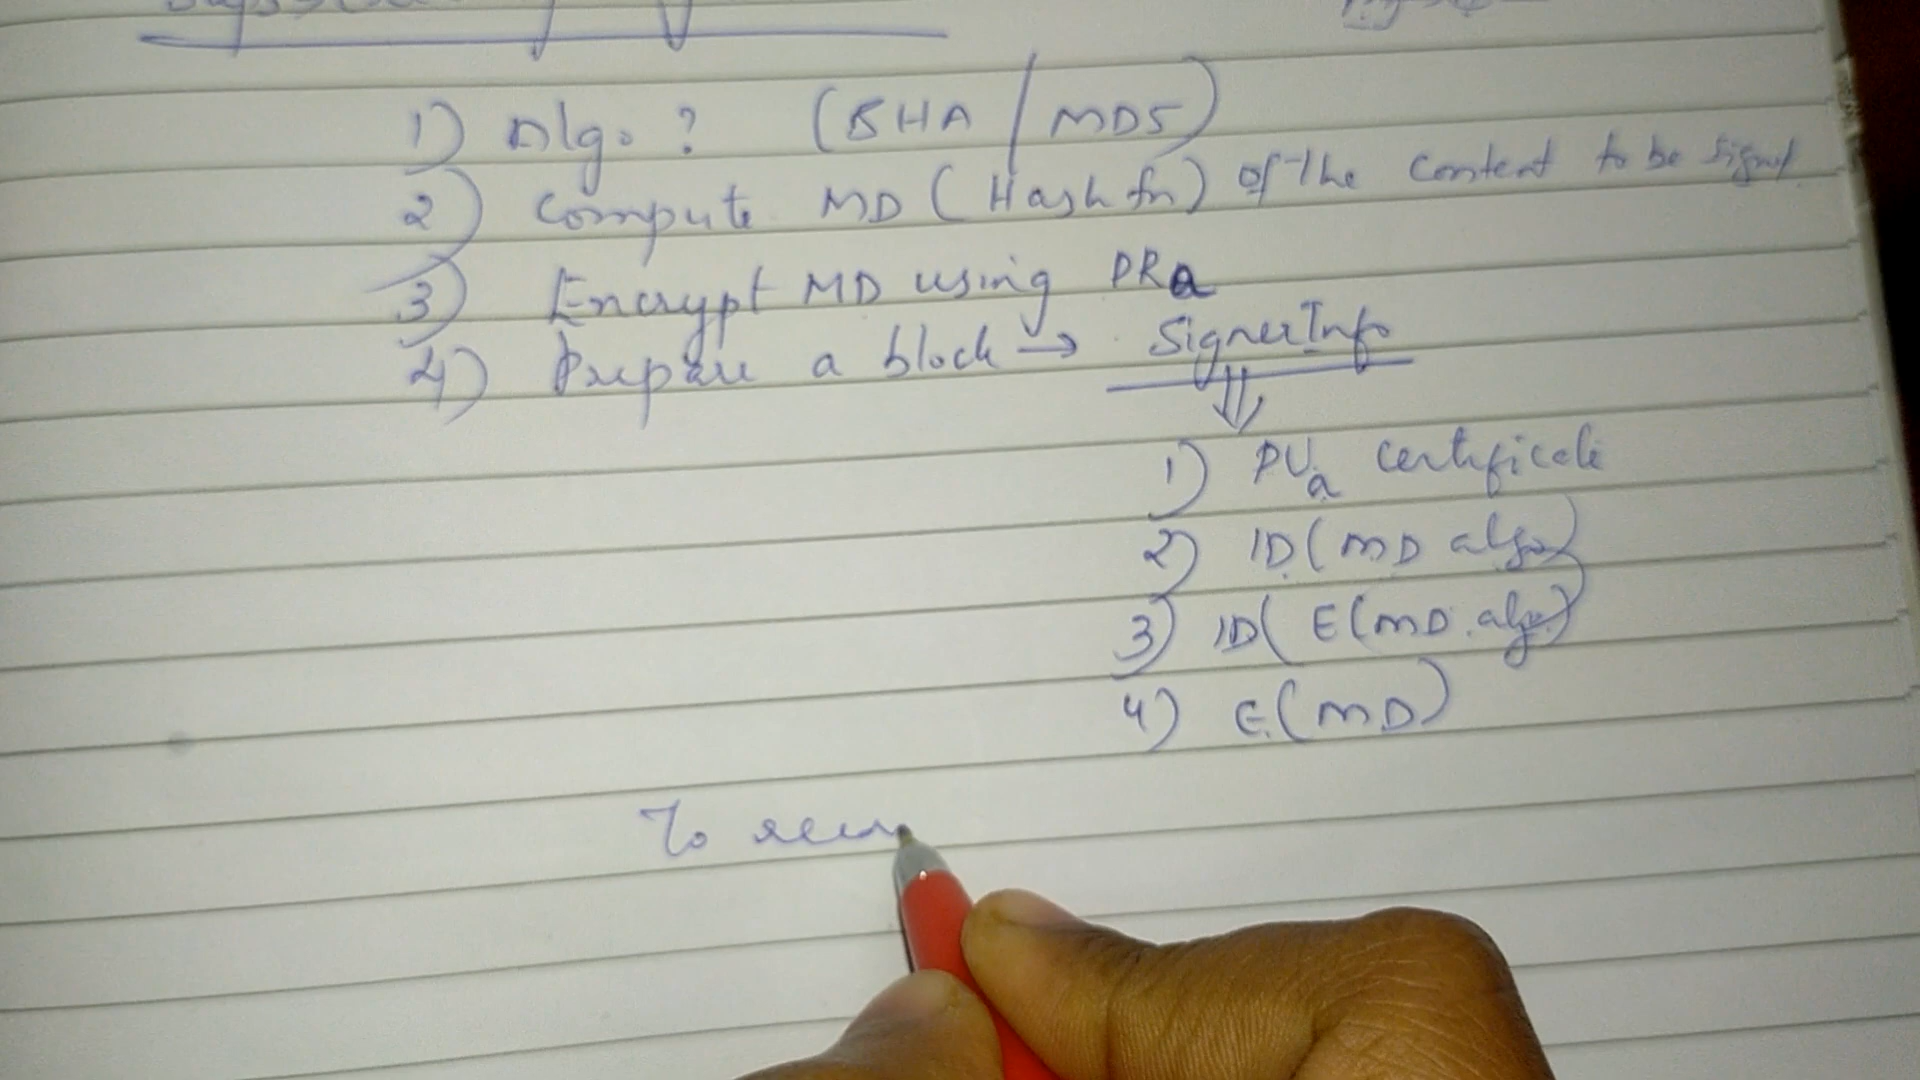 1) Algo. ? (SHA / MD5)
2) Compute MD (Hash fn) of the content to be
3) Encrypt MD using PRa
4) Prepare a block → SignerInfo
⇓
1) PUa certificate
2) ID(MD algo)
3) ID( E(MD algo)
4) E(MD)
To